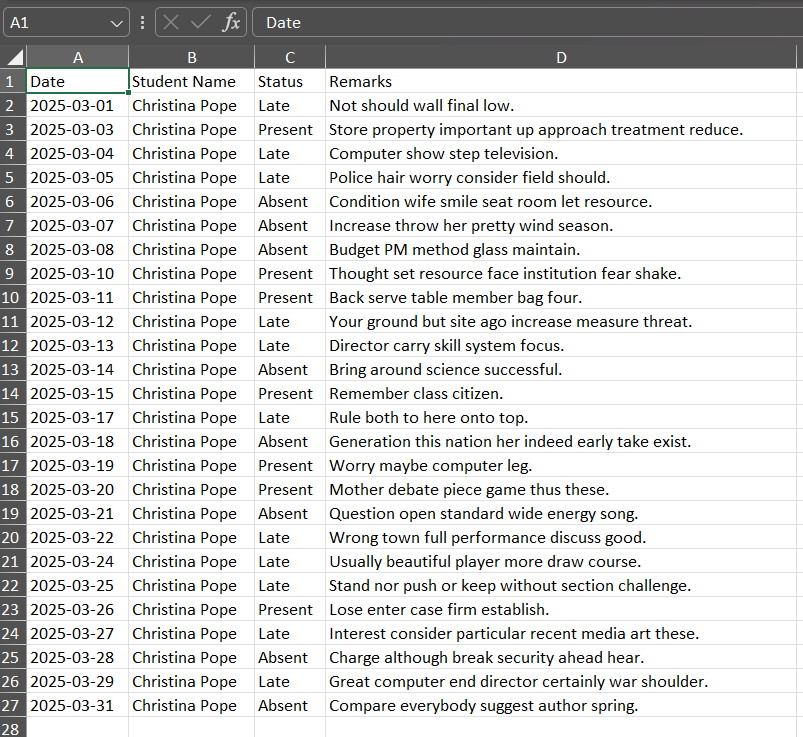 A1 fx Date
A B C D
1 Date Student Name Status Remarks
2 2025-03-01 Christina Pope Late Not should wall final low.
3 2025-03-03 Christina Pope Present Store property important up approach treatment reduce.
4 2025-03-04 Christina Pope Late Computer show step television.
5 2025-03-05 Christina Pope Late Police hair worry consider field should.
6 2025-03-06 Christina Pope Absent Condition wife smile seat room let resource.
7 2025-03-07 Christina Pope Absent Increase throw her pretty wind season.
8 2025-03-08 Christina Pope Absent Budget PM method glass maintain.
9 2025-03-10 Christina Pope Present Thought set resource face institution fear shake.
10 2025-03-11 Christina Pope Present Back serve table member bag four.
11 2025-03-12 Christina Pope Late Your ground but site ago increase measure threat.
12 2025-03-13 Christina Pope Late Director carry skill system focus.
13 2025-03-14 Christina Pope Absent Bring around science successful.
14 2025-03-15 Christina Pope Present Remember class citizen.
15 2025-03-17 Christina Pope Late Rule both to here onto top.
16 2025-03-18 Christina Pope Absent Generation this nation her indeed early take exist.
17 2025-03-19 Christina Pope Present Worry maybe computer leg.
18 2025-03-20 Christina Pope Present Mother debate piece game thus these.
19 2025-03-21 Christina Pope Absent Question open standard wide energy song.
20 2025-03-22 Christina Pope Late Wrong town full performance discuss good.
21 2025-03-24 Christina Pope Late Usually beautiful player more draw course.
22 2025-03-25 Christina Pope Late Stand nor push or keep without section challenge.
23 2025-03-26 Christina Pope Present Lose enter case firm establish.
24 2025-03-27 Christina Pope Late Interest consider particular recent media art these.
25 2025-03-28 Christina Pope Absent Charge although break security ahead hear.
26 2025-03-29 Christina Pope Late Great computer end director certainly war shoulder.
27 2025-03-31 Christina Pope Absent Compare everybody suggest author spring.
28